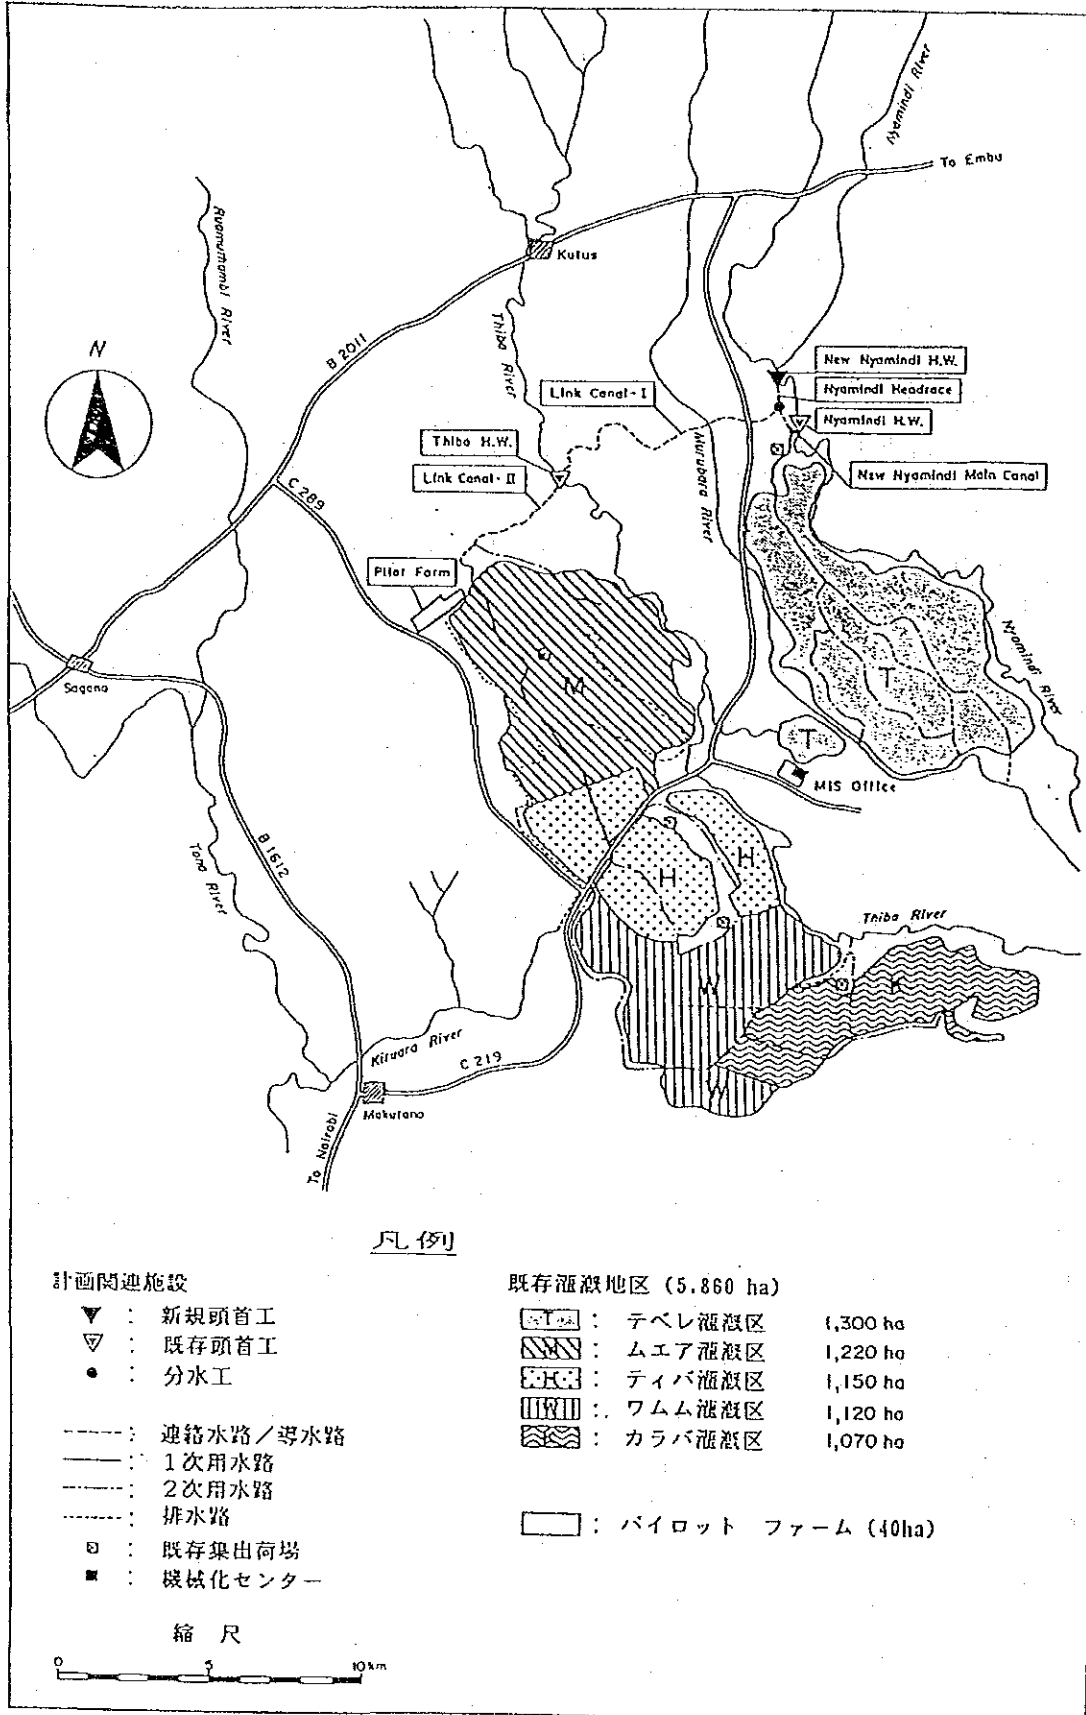 Nyamindi River
To Embu
Ruamuthambi River
Kutus
Thiba River
B 2011
N
New Nyamindi H.W.
Nyamindi Headrace
Link Canal - I
Nyamindi H.W.
Thiba H.W.
Murubara River
New Nyamindi Main Canal
Link Canal - II
C 289
Pilot Farm
Nyamindi River
M
T
Sagana
T
MIS Office
B 1612
Tana River
H
H
Thiba River
W
K
Kiruara River
C 219
Makutano
To Nairobi
凡例
計画関連施設
: 新規頭首工
: 既存頭首工
: 分水工
: 連絡水路/導水路
: 1次用水路
: 2次用水路
: 排水路
: 既存集出荷場
: 機械化センター
縮 尺
0 5 10 km
既存灌漑地区 (5.860 ha)
T : テベレ灌漑区 1,300 ha
M : ムエア灌漑区 1,220 ha
H : ティバ灌漑区 1,150 ha
W : ワムム灌漑区 1,120 ha
K : カラバ灌漑区 1,070 ha
: パイロット ファーム (40ha)